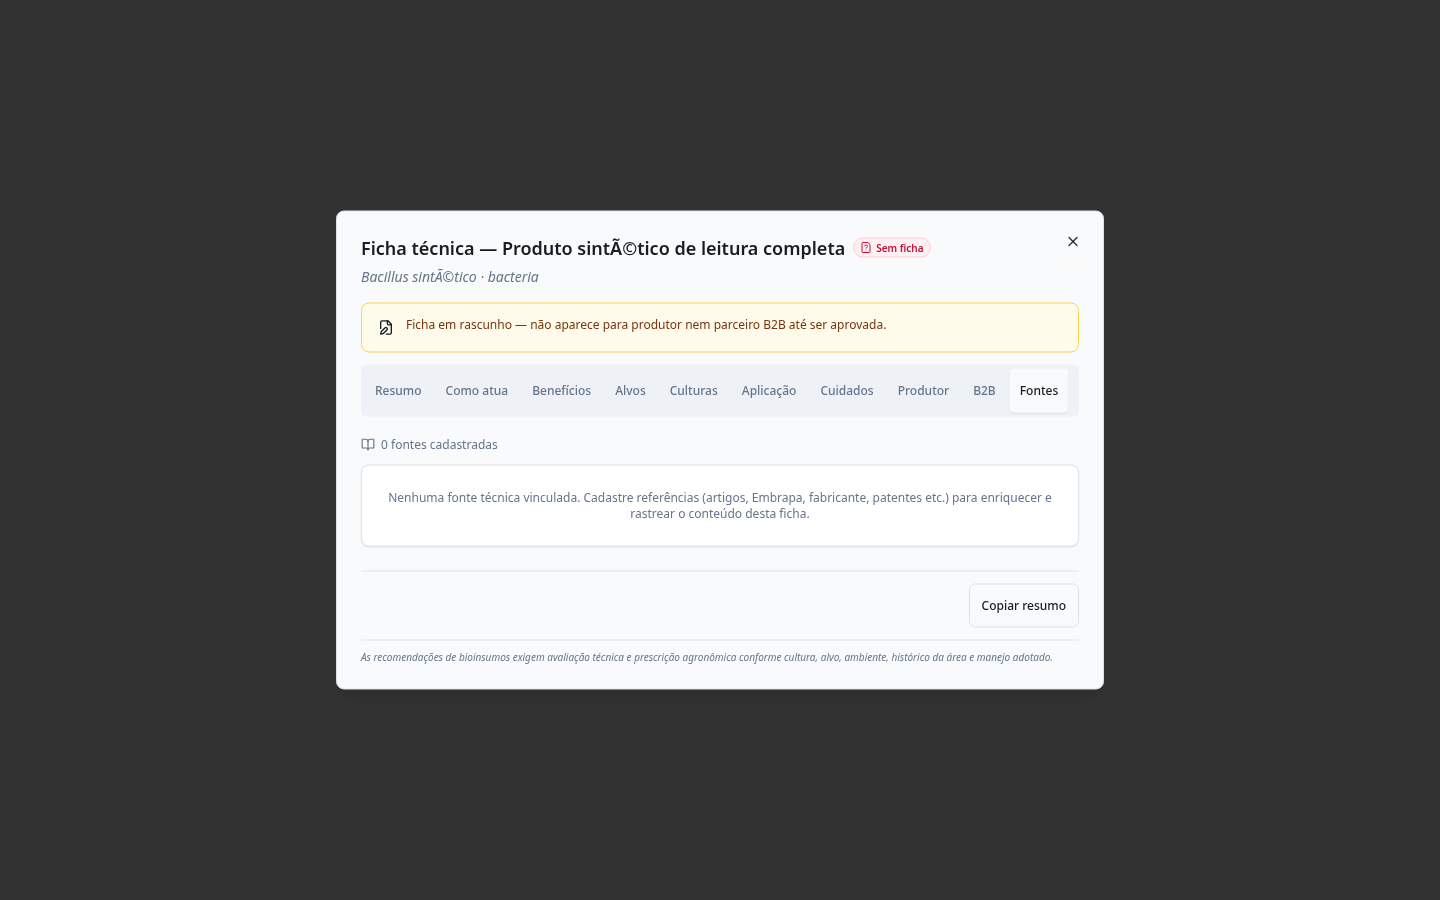 Ficha técnica — Produto sintÃ©tico de leitura completa
Sem ficha
Bacillus sintÃ©tico · bacteria
Ficha em rascunho — não aparece para produtor nem parceiro B2B até ser aprovada.
Resumo Como atua Benefícios Alvos Culturas Aplicação Cuidados Produtor B2B Fontes
0 fontes cadastradas
Nenhuma fonte técnica vinculada. Cadastre referências (artigos, Embrapa, fabricante, patentes etc.) para enriquecer e
rastrear o conteúdo desta ficha.
Copiar resumo
As recomendações de bioinsumos exigem avaliação técnica e prescrição agronômica conforme cultura, alvo, ambiente, histórico da área e manejo adotado.